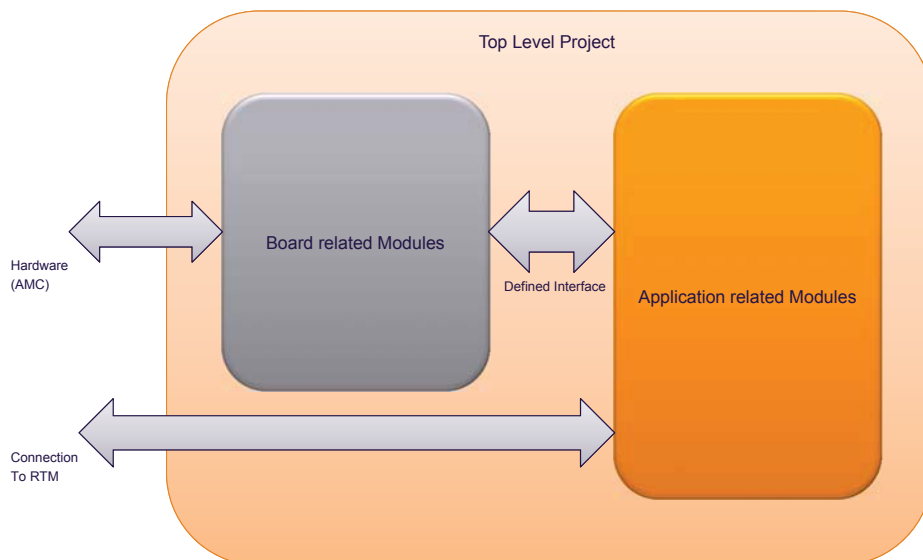 Top Level Project
Board related Modules
Hardware
(AMC)
Defined Interface
Application related Modules
Connection
To RTM